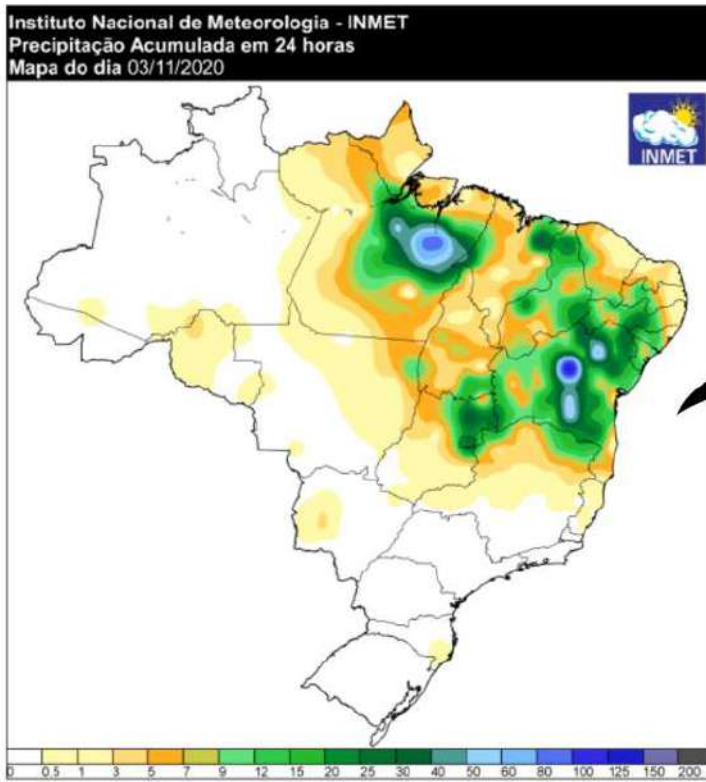 Instituto Nacional de Meteorologia - INMET
Precipitação Acumulada em 24 horas
Mapa do dia 03/11/2020
INMET
0 0.5 1 3 5 7 9 12 15 20 25 30 40 50 60 80 100 125 150 200